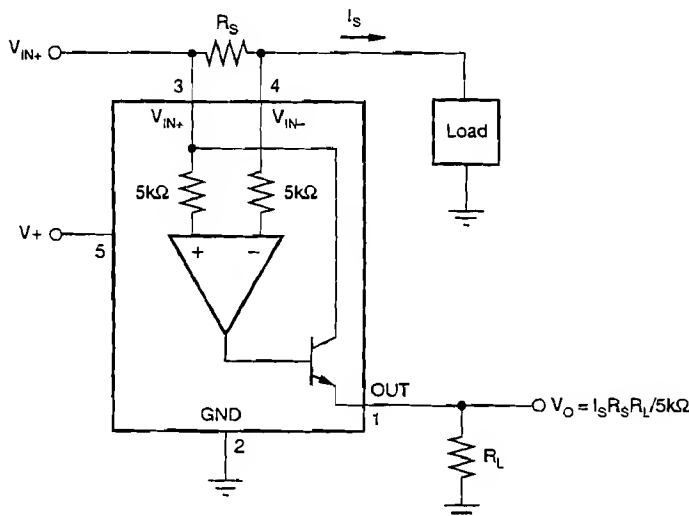 R_S
I_S
V_IN+
3
4
V_IN+
V_IN–
Load
5kΩ
5kΩ
V+
5
+
–
OUT
1
V_O = I_S R_S R_L/5kΩ
GND
2
R_L